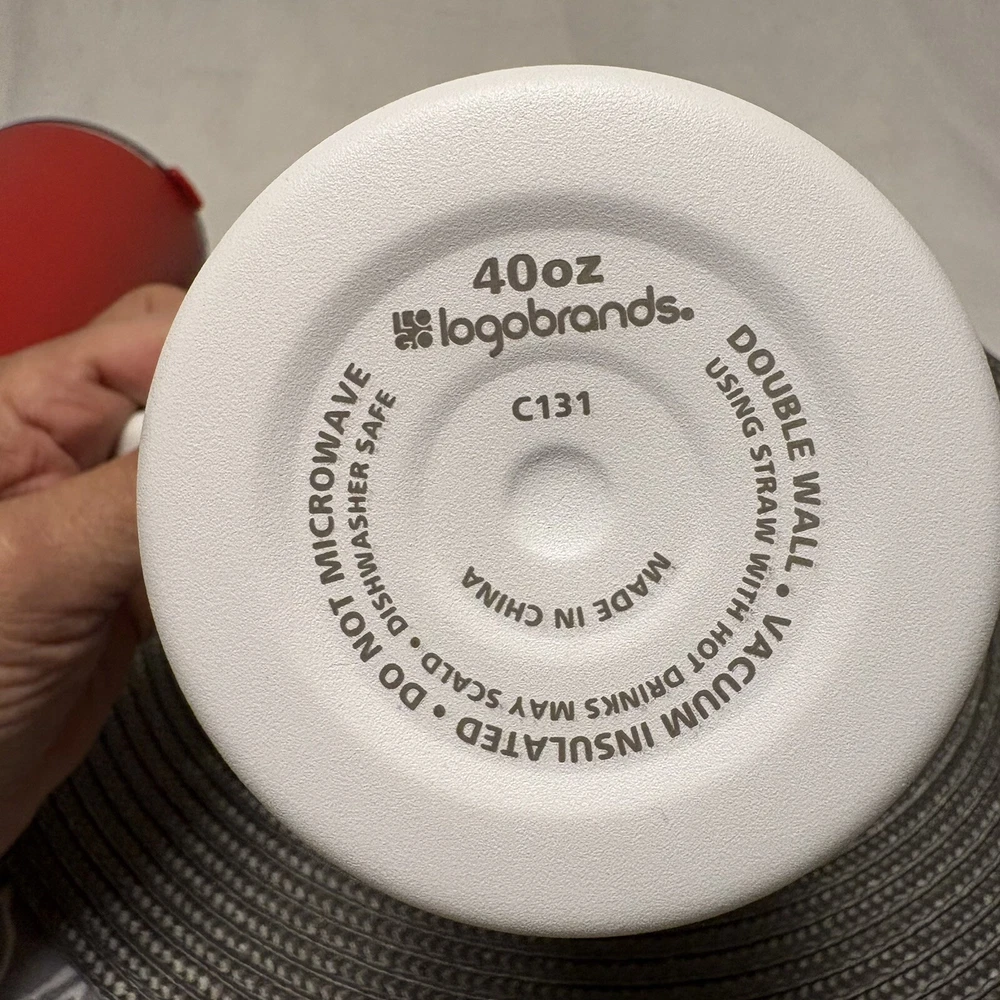 40oz
LOGO logobrands.
C131
DOUBLE WALL • VACUUM INSULATED • DO NOT MICROWAVE
USING STRAW WITH HOT DRINKS MAY SCALD • DISHWASHER SAFE
MADE IN CHINA